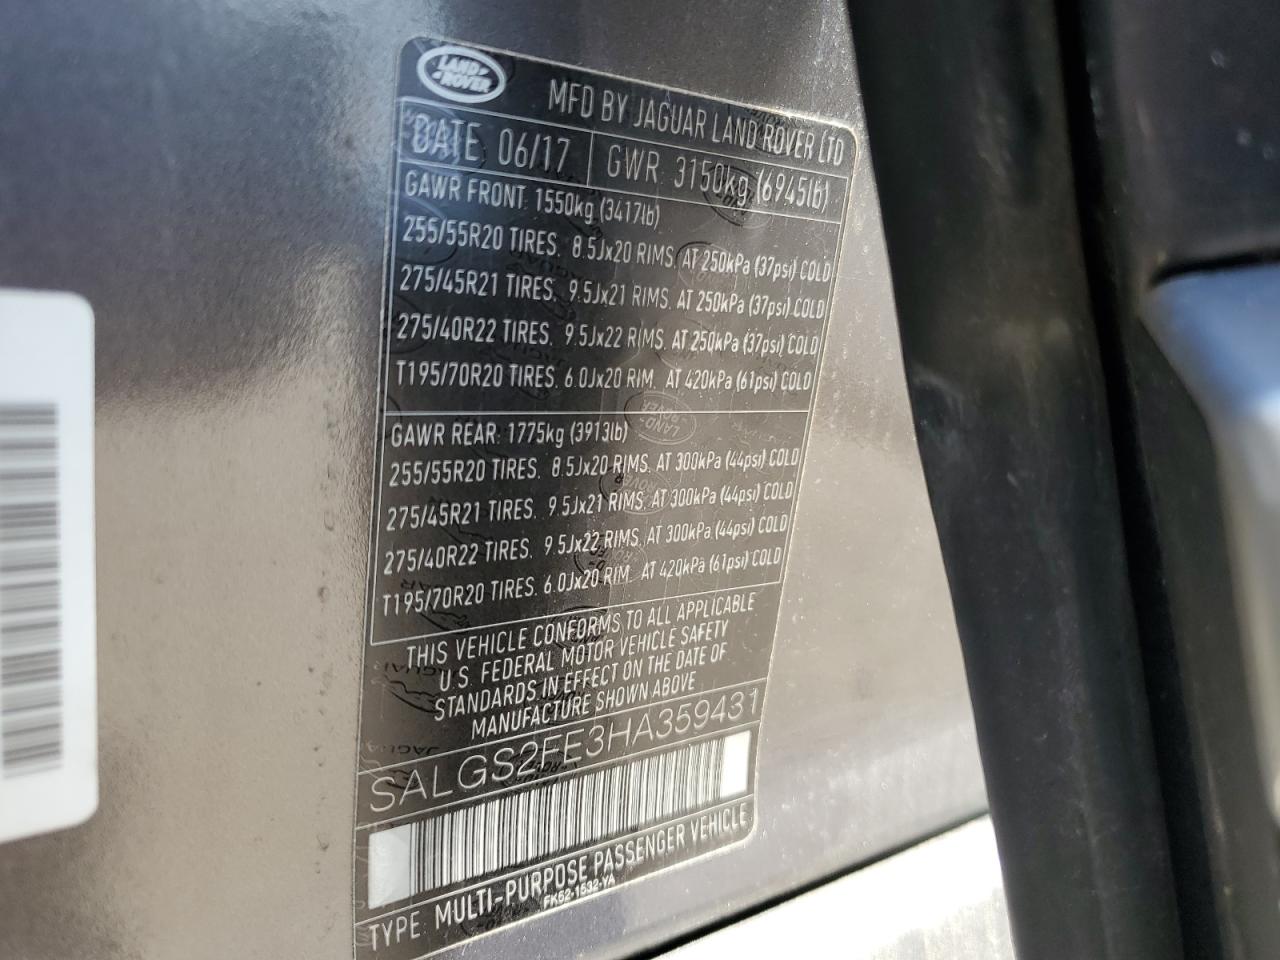 LAND ROVER
MFD BY JAGUAR LAND ROVER LTD
DATE 06/17 GWR 3150kg (6945lb)
GAWR FRONT 1550kg (3417lb)
255/55R20 TIRES. 8.5Jx20 RIMS. AT 250kPa (37psi) COLD
275/45R21 TIRES. 9.5Jx21 RIMS. AT 250kPa (37psi) COLD
275/40R22 TIRES. 9.5Jx22 RIMS. AT 250kPa (37psi) COLD
T195/70R20 TIRES. 6.0Jx20 RIM. AT 420kPa (61psi) COLD
GAWR REAR: 1775kg (3913lb)
255/55R20 TIRES. 8.5Jx20 RIMS. AT 300kPa (44psi) COLD
275/45R21 TIRES. 9.5Jx21 RIMS. AT 300kPa (44psi) COLD
275/40R22 TIRES. 9.5Jx22 RIMS. AT 300kPa (44psi) COLD
T195/70R20 TIRES. 6.0Jx20 RIM. AT 420kPa (61psi) COLD
THIS VEHICLE CONFORMS TO ALL APPLICABLE
U.S. FEDERAL MOTOR VEHICLE SAFETY
STANDARDS IN EFFECT ON THE DATE OF
MANUFACTURE SHOWN ABOVE
SALGS2FE3HA359431
TYPE: MULTI-PURPOSE PASSENGER VEHICLE
FK62-1532-YA